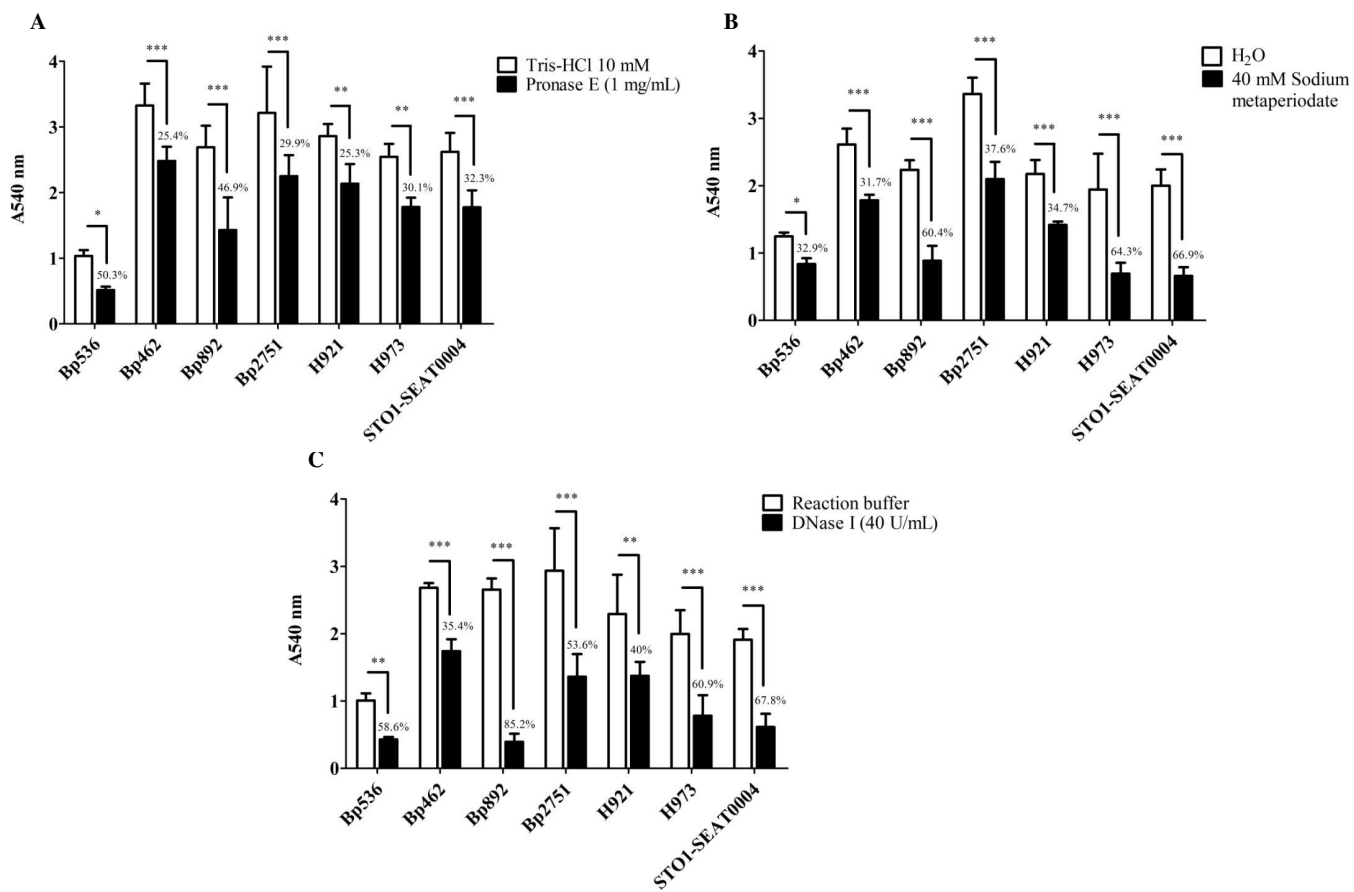 A
Tris-HCl 10 mM
Pronase E (1 mg/mL)
A540 nm
4
3
2
1
0
*
***
***
***
**
**
***
50.3%
25.4%
46.9%
29.9%
25.3%
30.1%
32.3%
Bp536
Bp462
Bp892
Bp2751
H921
H973
STO1-SEAT0004
B
H₂O
40 mM Sodium
metaperiodate
A540 nm
4
3
2
1
0
*
***
***
***
***
***
***
32.9%
31.7%
60.4%
37.6%
34.7%
64.3%
66.9%
Bp536
Bp462
Bp892
Bp2751
H921
H973
STO1-SEAT0004
C
Reaction buffer
DNase I (40 U/mL)
A540 nm
4
3
2
1
0
**
***
***
***
**
***
***
58.6%
35.4%
85.2%
53.6%
40%
60.9%
67.8%
Bp536
Bp462
Bp892
Bp2751
H921
H973
STO1-SEAT0004